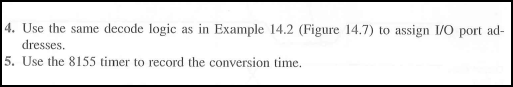 4. Use the same decode logic as in Example 14.2 (Figure 14.7) to assign I/O port ad-
dresses.
5. Use the 8155 timer to record the conversion time.